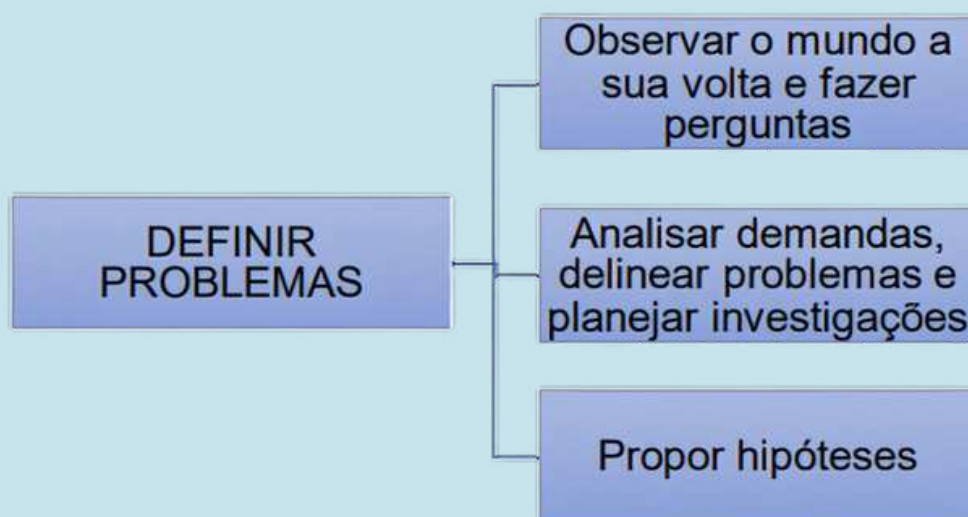 DEFINIR
PROBLEMAS
Observar o mundo a
sua volta e fazer
perguntas
Analisar demandas,
delinear problemas e
planejar investigações
Propor hipóteses